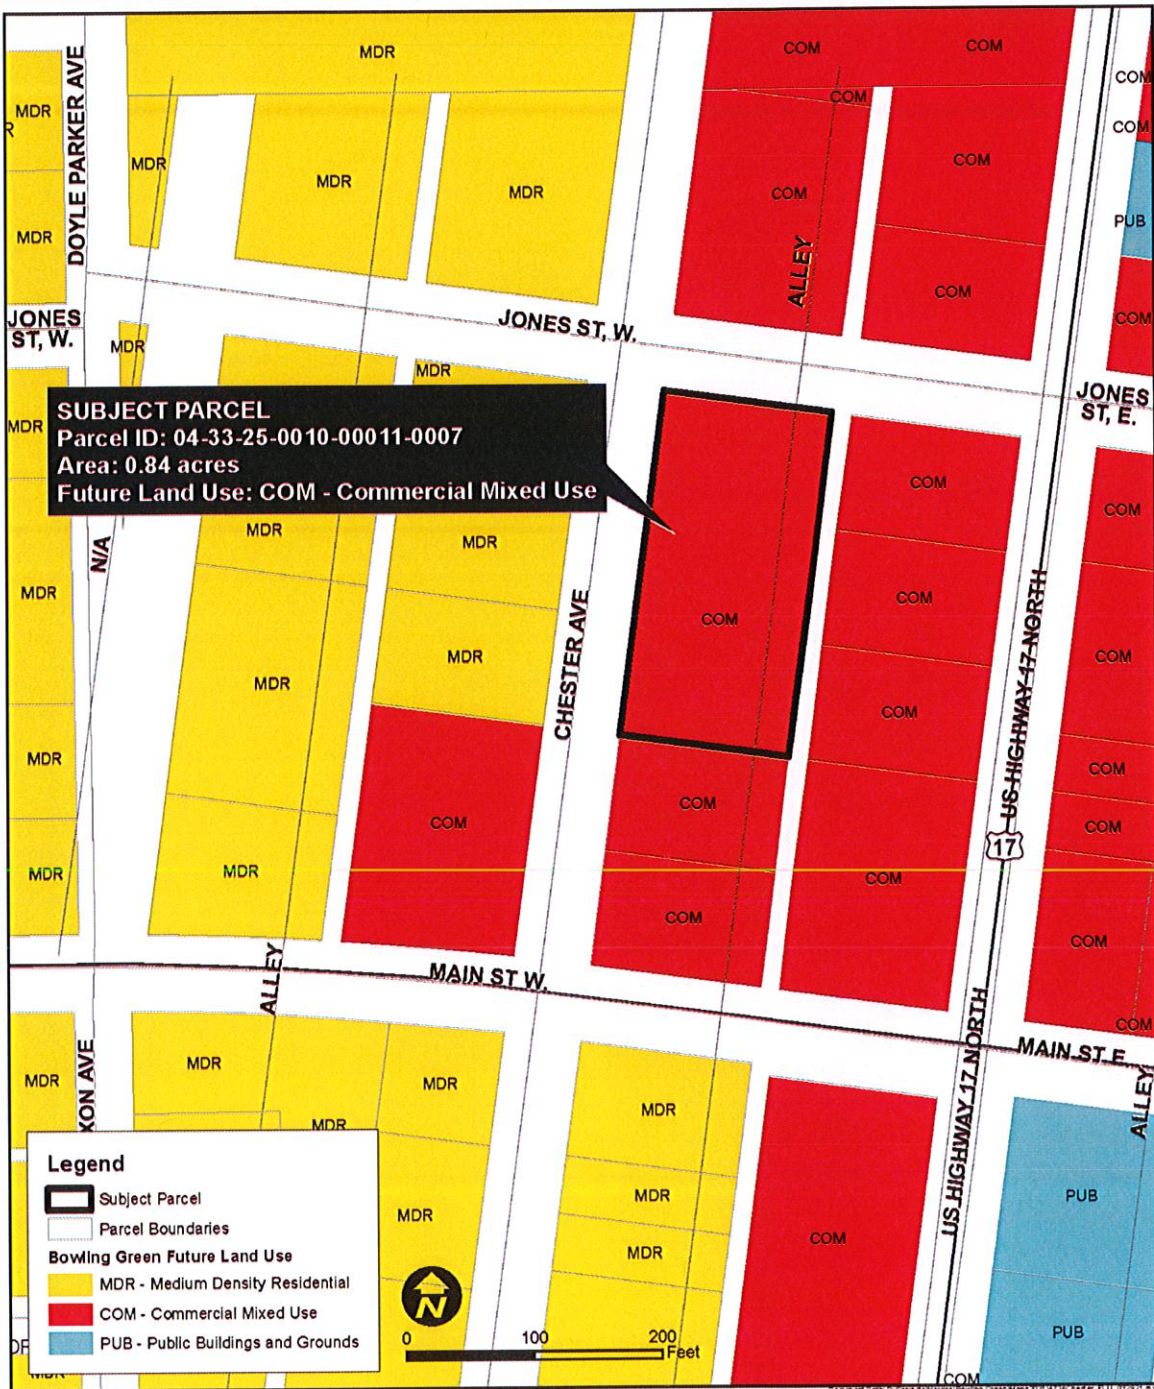 MDR
COM
COM
DOYLE PARKER AVE
COM
MDR
COM
R
COM
MDR
MDR
MDR
COM
COM
PUB
MDR
ALLEY
COM
COM
JONES ST, W.
JONES
ST, W.
MDR
MDR
JONES
ST, E.
SUBJECT PARCEL
Parcel ID: 04-33-25-0010-00011-0007
Area: 0.84 acres
Future Land Use: COM - Commercial Mixed Use
MDR
COM
COM
MDR
MDR
N/A
MDR
COM
COM
CHESTER AVE
US HIGHWAY 17 NORTH
MDR
COM
MDR
COM
MDR
COM
COM
COM
COM
17
MDR
MDR
COM
COM
COM
MAIN ST W.
ALLEY
US HIGHWAY 17 NORTH
COM
MAIN ST E
ALLEY
MDR
XON AVE
MDR
MDR
MDR
MDR
MDR
PUB
MDR
MDR
COM
PUB
COM
Legend
Subject Parcel
Parcel Boundaries
Bowling Green Future Land Use
MDR - Medium Density Residential
COM - Commercial Mixed Use
PUB - Public Buildings and Grounds
N
0 100 200
Feet